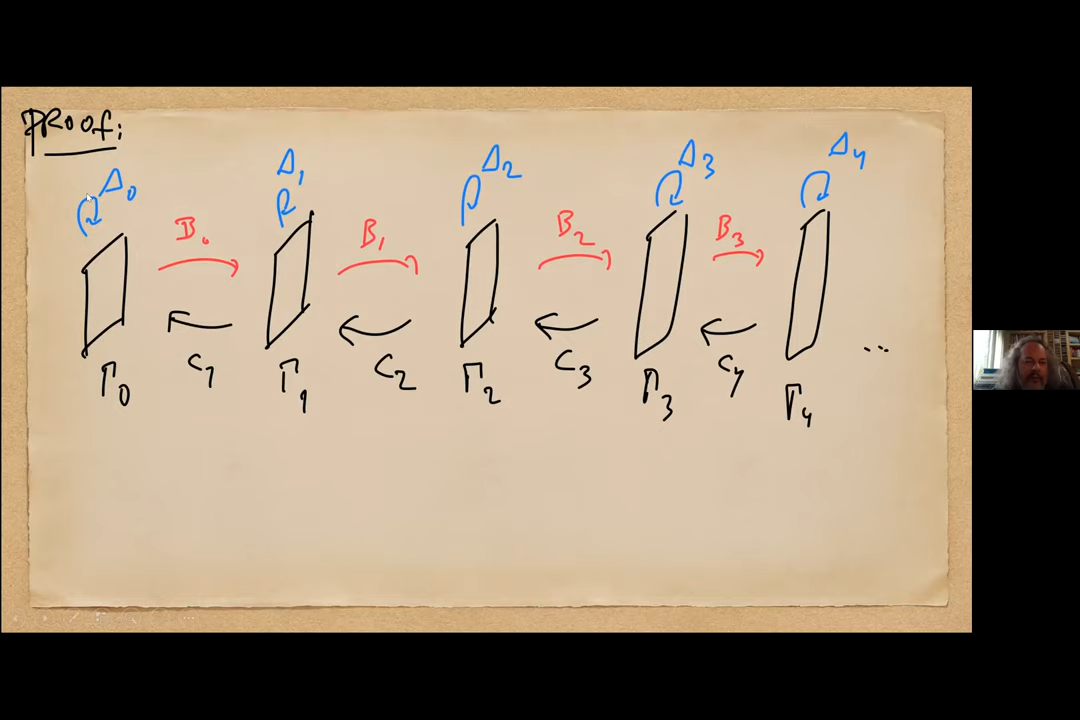 PROOF:
Δ₀ Δ₁ Δ₂ Δ₃ Δ₄
B₀ B₁ B₂ B₃
C₁ C₂ C₃ C₄ ..
Γ₀ Γ₁ Γ₂ Γ₃ Γ₄